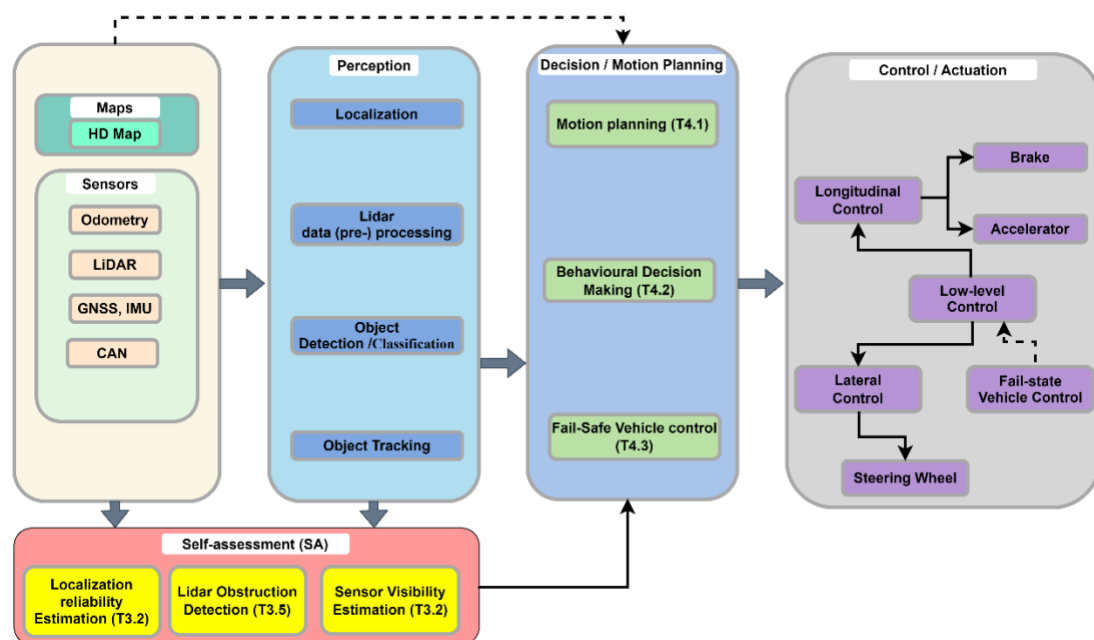 Maps
HD Map
Sensors
Odometry
LiDAR
GNSS, IMU
CAN
Perception
Localization
Lidar
data (pre-) processing
Object
Detection /Classification
Object Tracking
Decision / Motion Planning
Motion planning (T4.1)
Behavioural Decision
Making (T4.2)
Fail-Safe Vehicle control
(T4.3)
Control / Actuation
Brake
Longitudinal
Control
Accelerator
Low-level
Control
Lateral
Control
Fail-state
Vehicle Control
Steering Wheel
Self-assessment (SA)
Localization
reliability
Estimation (T3.2)
Lidar Obstruction
Detection (T3.5)
Sensor Visibility
Estimation (T3.2)